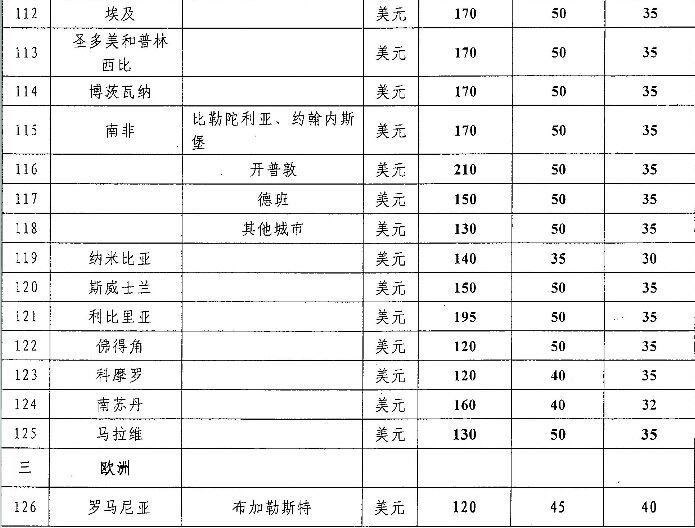 112 埃及 美元 170 50 35
113 圣多美和普林 美元 170 50 35
西比
114 博茨瓦纳 美元 170 50 35
115 南非 比勒陀利亚、约翰内斯 美元 170 50 35
堡
116 开普敦 美元 210 50 35
117 德班 美元 150 50 35
118 其他城市 美元 130 50 35
119 纳米比亚 美元 140 35 30
120 斯威士兰 美元 150 50 35
121 利比里亚 美元 195 50 35
122 佛得角 美元 120 50 35
123 科摩罗 美元 120 40 35
124 南苏丹 美元 160 40 32
125 马拉维 美元 130 50 35
三 欧洲
126 罗马尼亚 布加勒斯特 美元 120 45 40